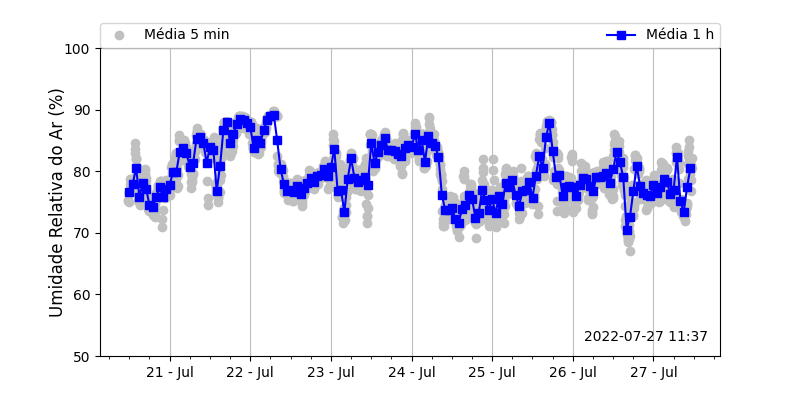 Média 5 min
Média 1 h
Umidade Relativa do Ar (%)
100
90
80
70
60
50
2022-07-27 11:37
21 - Jul
22 - Jul
23 - Jul
24 - Jul
25 - Jul
26 - Jul
27 - Jul